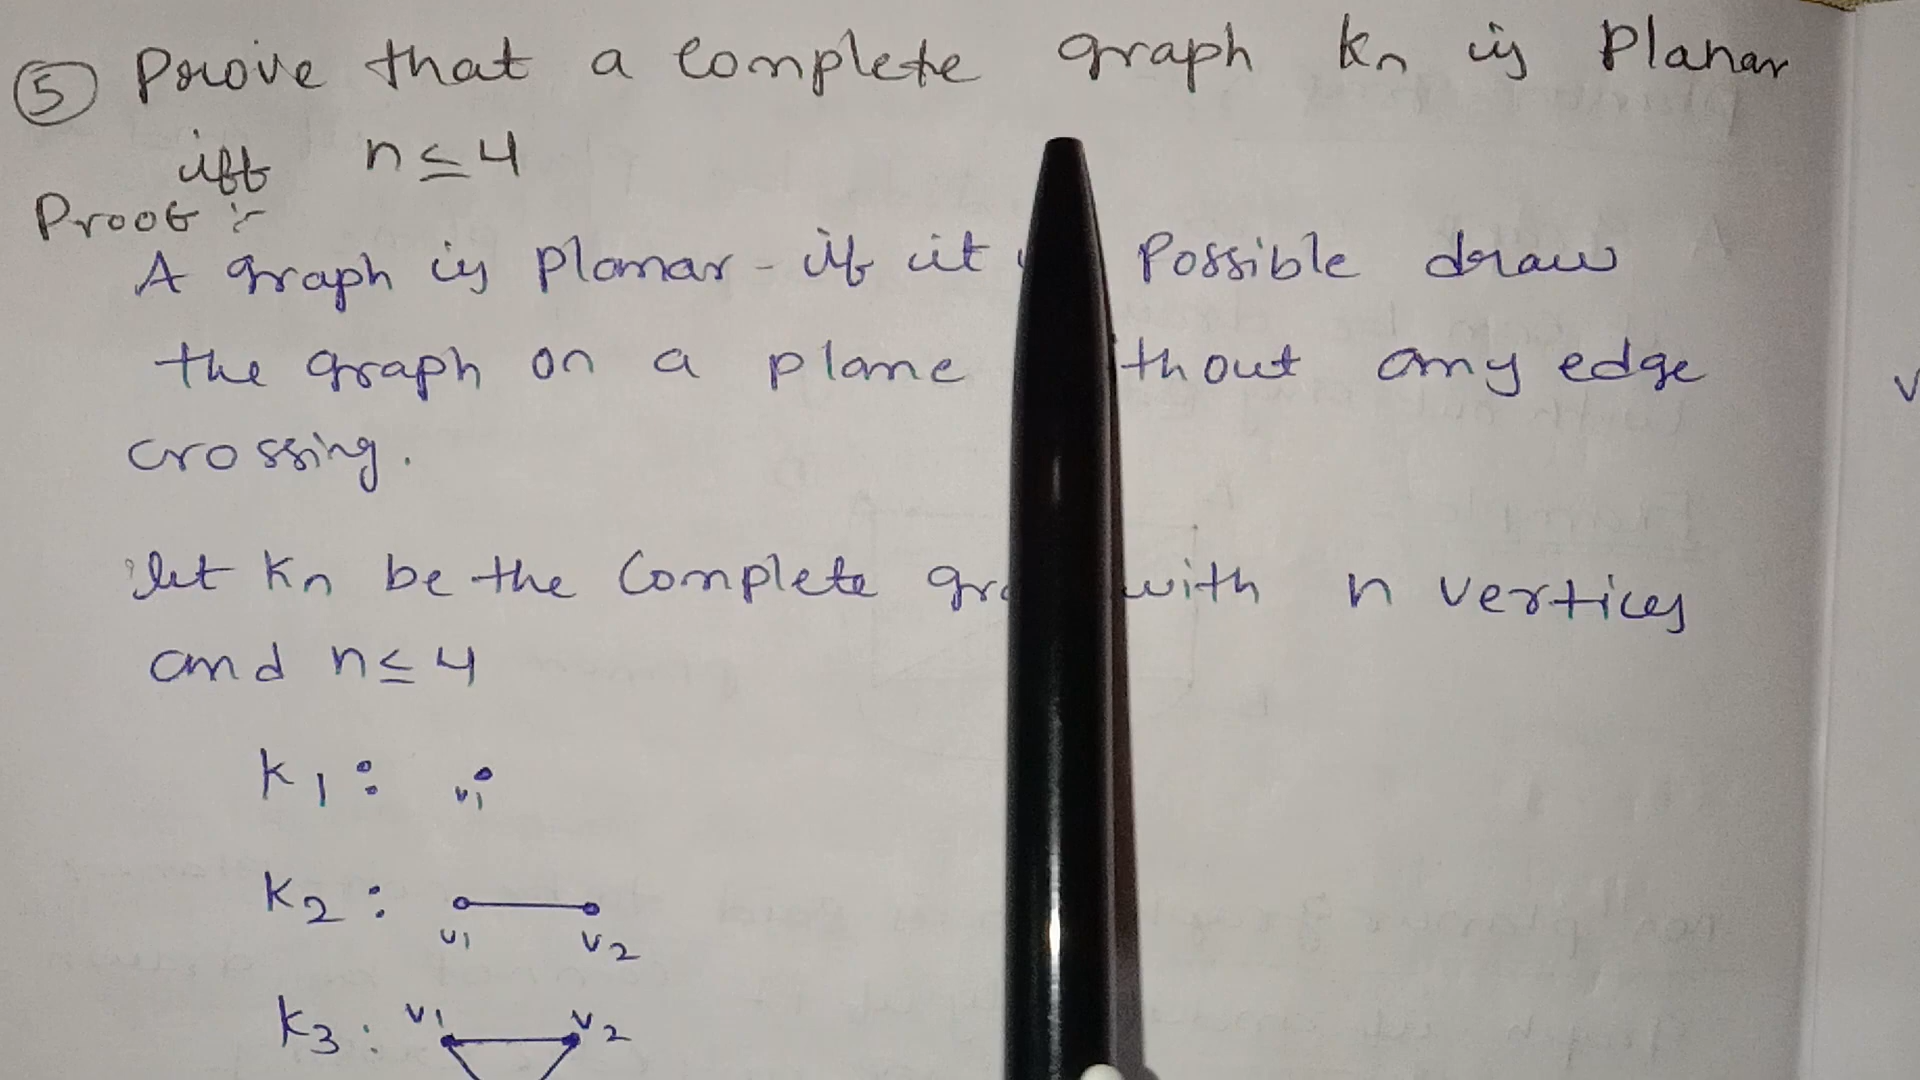 5 Prove that a Complete graph Kn is Planar
iff n ≤ 4
Proof :-
A graph is planar - if it Possible draw
the graph on a plane thout any edge
crossing.
let Kn be the Complete gra with n vertices
and n ≤ 4
K1 : v1
K2 :
v1 v2
K3 : v1 v2